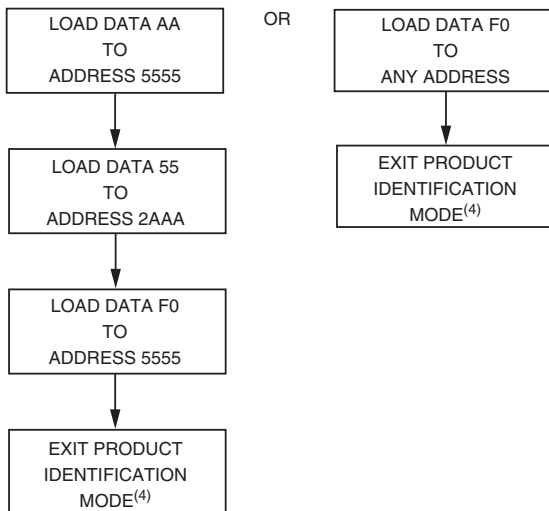 LOAD DATA AA
TO
ADDRESS 5555
LOAD DATA 55
TO
ADDRESS 2AAA
LOAD DATA F0
TO
ADDRESS 5555
EXIT PRODUCT
IDENTIFICATION
MODE(4)
OR
LOAD DATA F0
TO
ANY ADDRESS
EXIT PRODUCT
IDENTIFICATION
MODE(4)